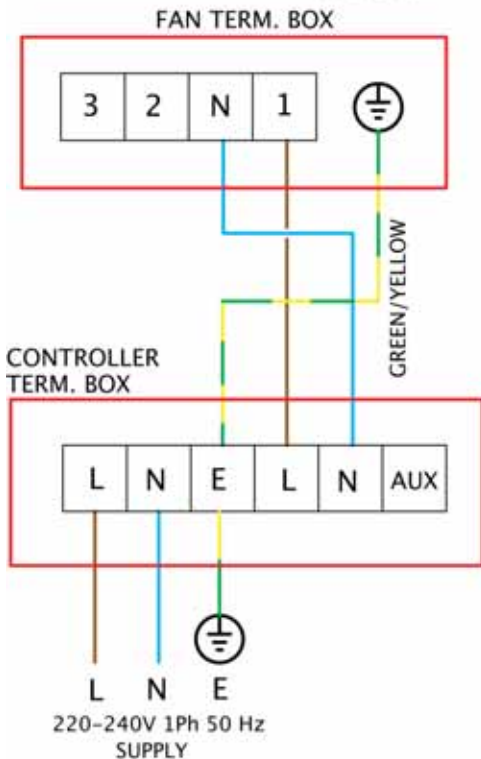 FAN TERM. BOX
3 2 N 1
GREEN/YELLOW
CONTROLLER
TERM. BOX
L N E L N AUX
L N E
220-240V 1Ph 50 Hz
SUPPLY